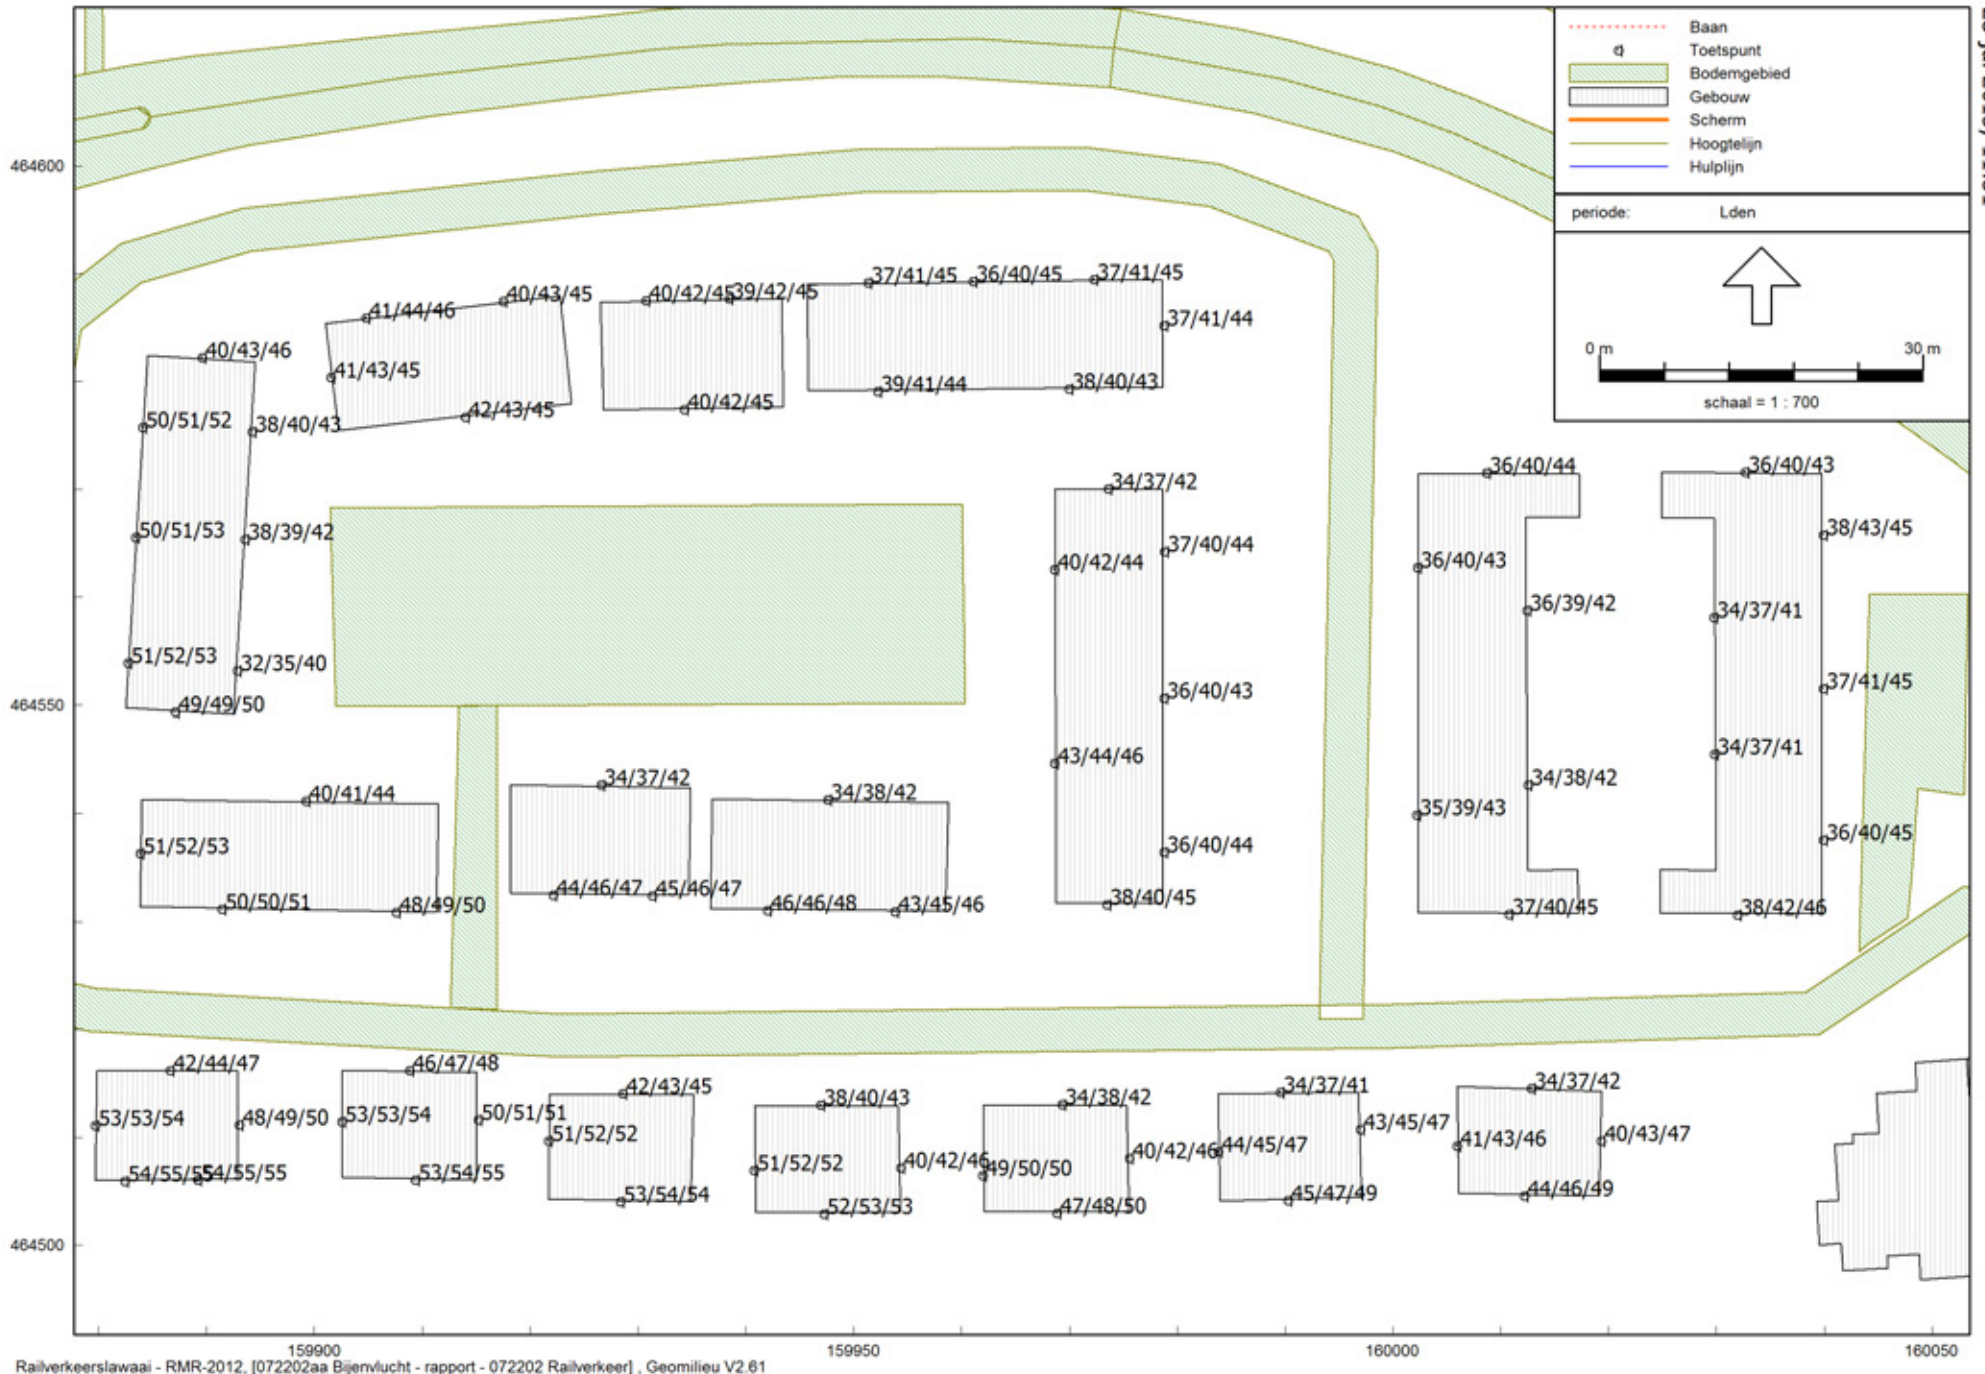 Baan
Toetspunt
Bodemgebied
Gebouw
Scherm
Hoogtelijn
Hulplijn
periode: Lden
0 m 30 m
schaal = 1 : 700
464600
37/41/45 36/40/45 37/41/45
41/44/46 40/43/45 40/42/45 39/42/45
37/41/44
40/43/46
41/43/45
39/41/44 38/40/43
42/43/45 40/42/45
50/51/52 38/40/43
36/40/44 36/40/43
34/37/42
50/51/53 38/39/42
38/43/45
37/40/44
40/42/44 36/40/43
36/39/42 34/37/41
51/52/53 32/35/40
37/41/45
36/40/43
464550
49/49/50
43/44/46
34/37/41
34/37/42
34/38/42
40/41/44 34/38/42
35/39/43
36/40/45
51/52/53
36/40/44
44/46/47 45/46/47
50/50/51 48/49/50 46/46/48 43/45/46
38/40/45
37/40/45 38/42/46
42/44/47 46/47/48
42/43/45 38/40/43 34/38/42 34/37/41 34/37/42
53/53/54 48/49/50 53/53/54 50/51/51
51/52/52 43/45/47
41/43/46 40/43/47
51/52/52 40/42/46 49/50/50 40/42/46 44/45/47
54/55/55 54/55/55 53/54/55
53/54/54 52/53/53 47/48/50 45/47/49 44/46/49
464500
159900 159950 160000 160050
Railverkeerslawaai - RMR-2012, [072202aa Bijenvlucht - rapport - 072202 Railverkeer] , Geomilieu V2.61